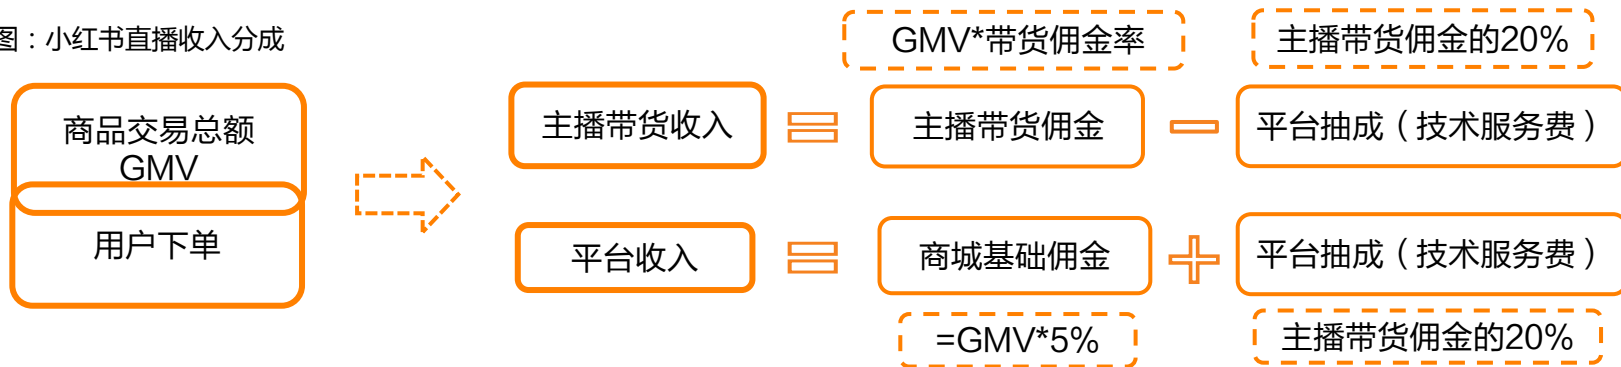 图：小红书直播收入分成
GMV*带货佣金率
主播带货佣金的20%
商品交易总额
GMV
用户下单
主播带货收入
主播带货佣金
平台抽成（技术服务费）
平台收入
商城基础佣金
平台抽成（技术服务费）
=GMV*5%
主播带货佣金的20%